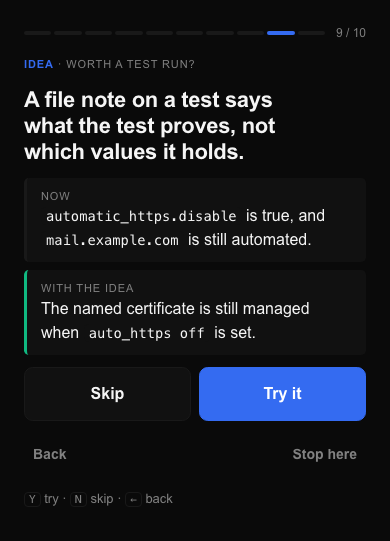 9 / 10
IDEA · WORTH A TEST RUN?
A file note on a test says
what the test proves, not
which values it holds.
NOW
automatic_https.disable is true, and
mail.example.com is still automated.
WITH THE IDEA
The named certificate is still managed
when auto_https off is set.
Skip Try it
Back Stop here
Y try · N skip · ← back